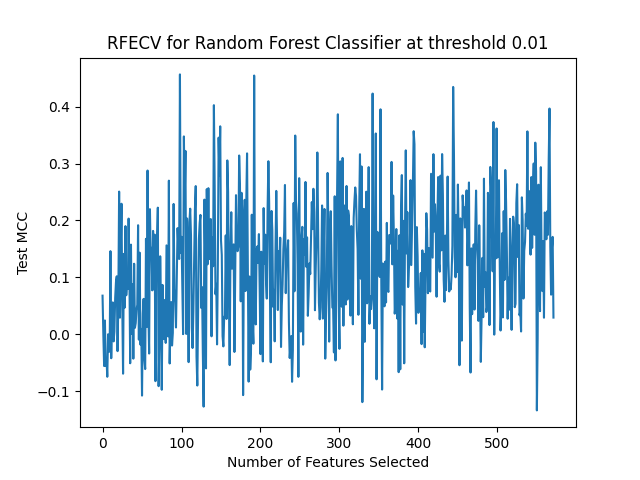 RFECV for Random Forest Classifier at threshold 0.01
Test MCC
0.4
0.3
0.2
0.1
0.0
−0.1
0 100 200 300 400 500
Number of Features Selected